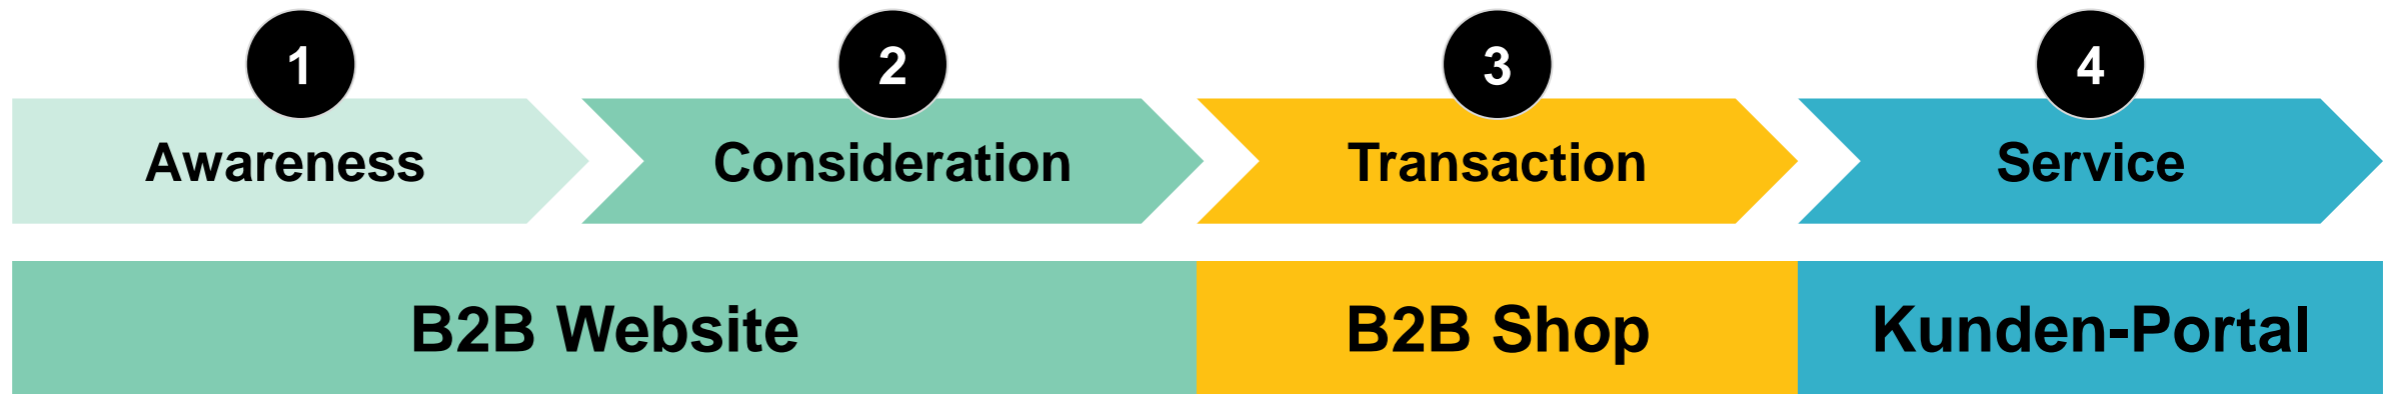 1
2
3
4
Awareness
Consideration
Transaction
Service
B2B Website
B2B Shop
Kunden-Portal